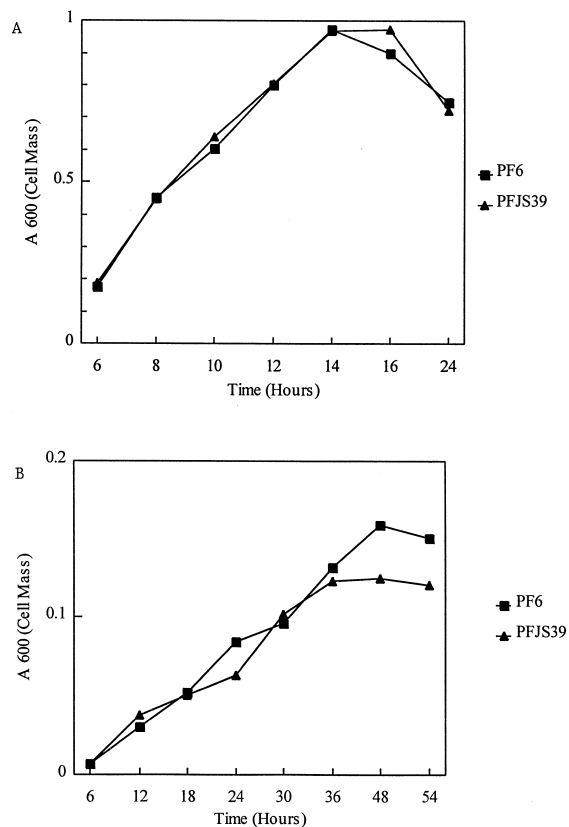 A
1
0.5
0
A 600 (Cell Mass)
6 8 10 12 14 16 24
Time (Hours)
PF6
PFJS39
B
0.2
0.1
0
A 600 (Cell Mass)
6 12 18 24 30 36 48 54
Time (Hours)
PF6
PFJS39